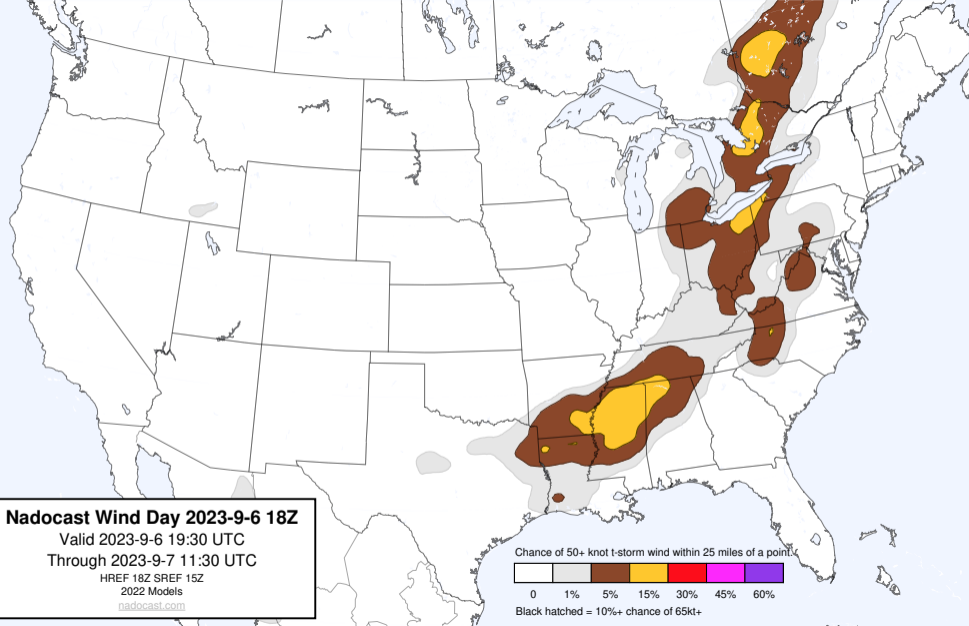 Nadocast Wind Day 2023-9-6 18Z
Valid 2023-9-6 19:30 UTC
Through 2023-9-7 11:30 UTC
HREF 18Z SREF 15Z
2022 Models
nadocast.com
Chance of 50+ knot t-storm wind within 25 miles of a point.
0 1% 5% 15% 30% 45% 60%
Black hatched = 10%+ chance of 65kt+